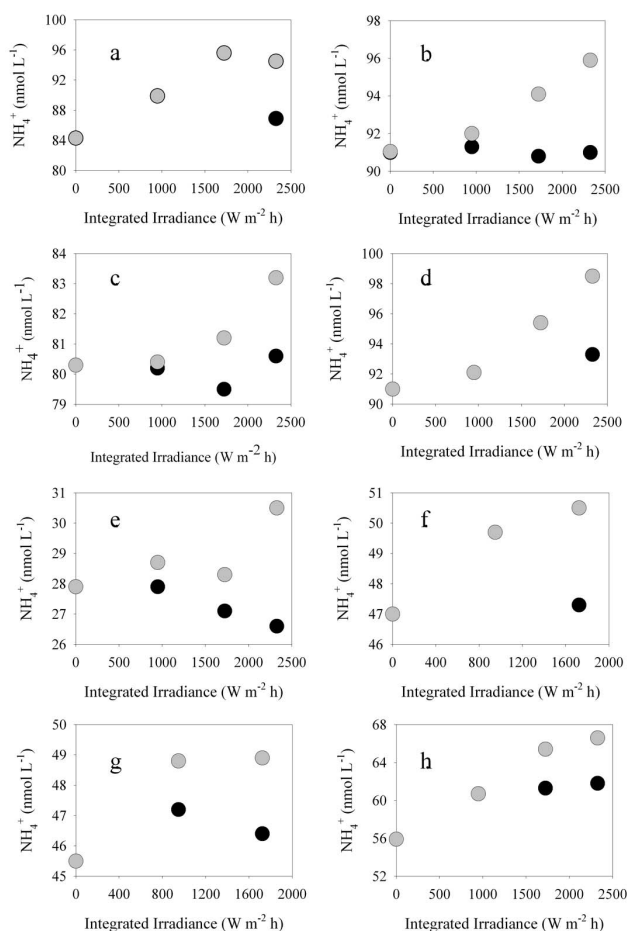 100
96
92
88
84
80
NH₄⁺ (nmol L⁻¹)
a
0 500 1000 1500 2000 2500
Integrated Irradiance (W m⁻² h)
98
96
94
92
90
NH₄⁺ (nmol L⁻¹)
b
0 500 1000 1500 2000 2500
Integrated Irradiance (W m⁻² h)
84
83
82
81
80
79
NH₄⁺ (nmol L⁻¹)
c
0 500 1000 1500 2000 2500
Integrated Irradiance (W m⁻² h)
100
98
96
94
92
90
NH₄⁺ (nmol L⁻¹)
d
0 500 1000 1500 2000 2500
Integrated Irradiance (W m⁻² h)
31
30
29
28
27
26
NH₄⁺ (nmol L⁻¹)
e
0 500 1000 1500 2000 2500
Integrated Irradiance (W m⁻² h)
51
50
49
48
47
46
NH₄⁺ (nmol L⁻¹)
f
0 400 800 1200 1600 2000
Integrated Irradiance (W m⁻² h)
50
49
48
47
46
45
NH₄⁺ (nmol L⁻¹)
g
0 400 800 1200 1600 2000
Integrated Irradiance (W m⁻² h)
68
64
60
56
52
NH₄⁺ (nmol L⁻¹)
h
0 500 1000 1500 2000 2500
Integrated Irradiance (W m⁻² h)